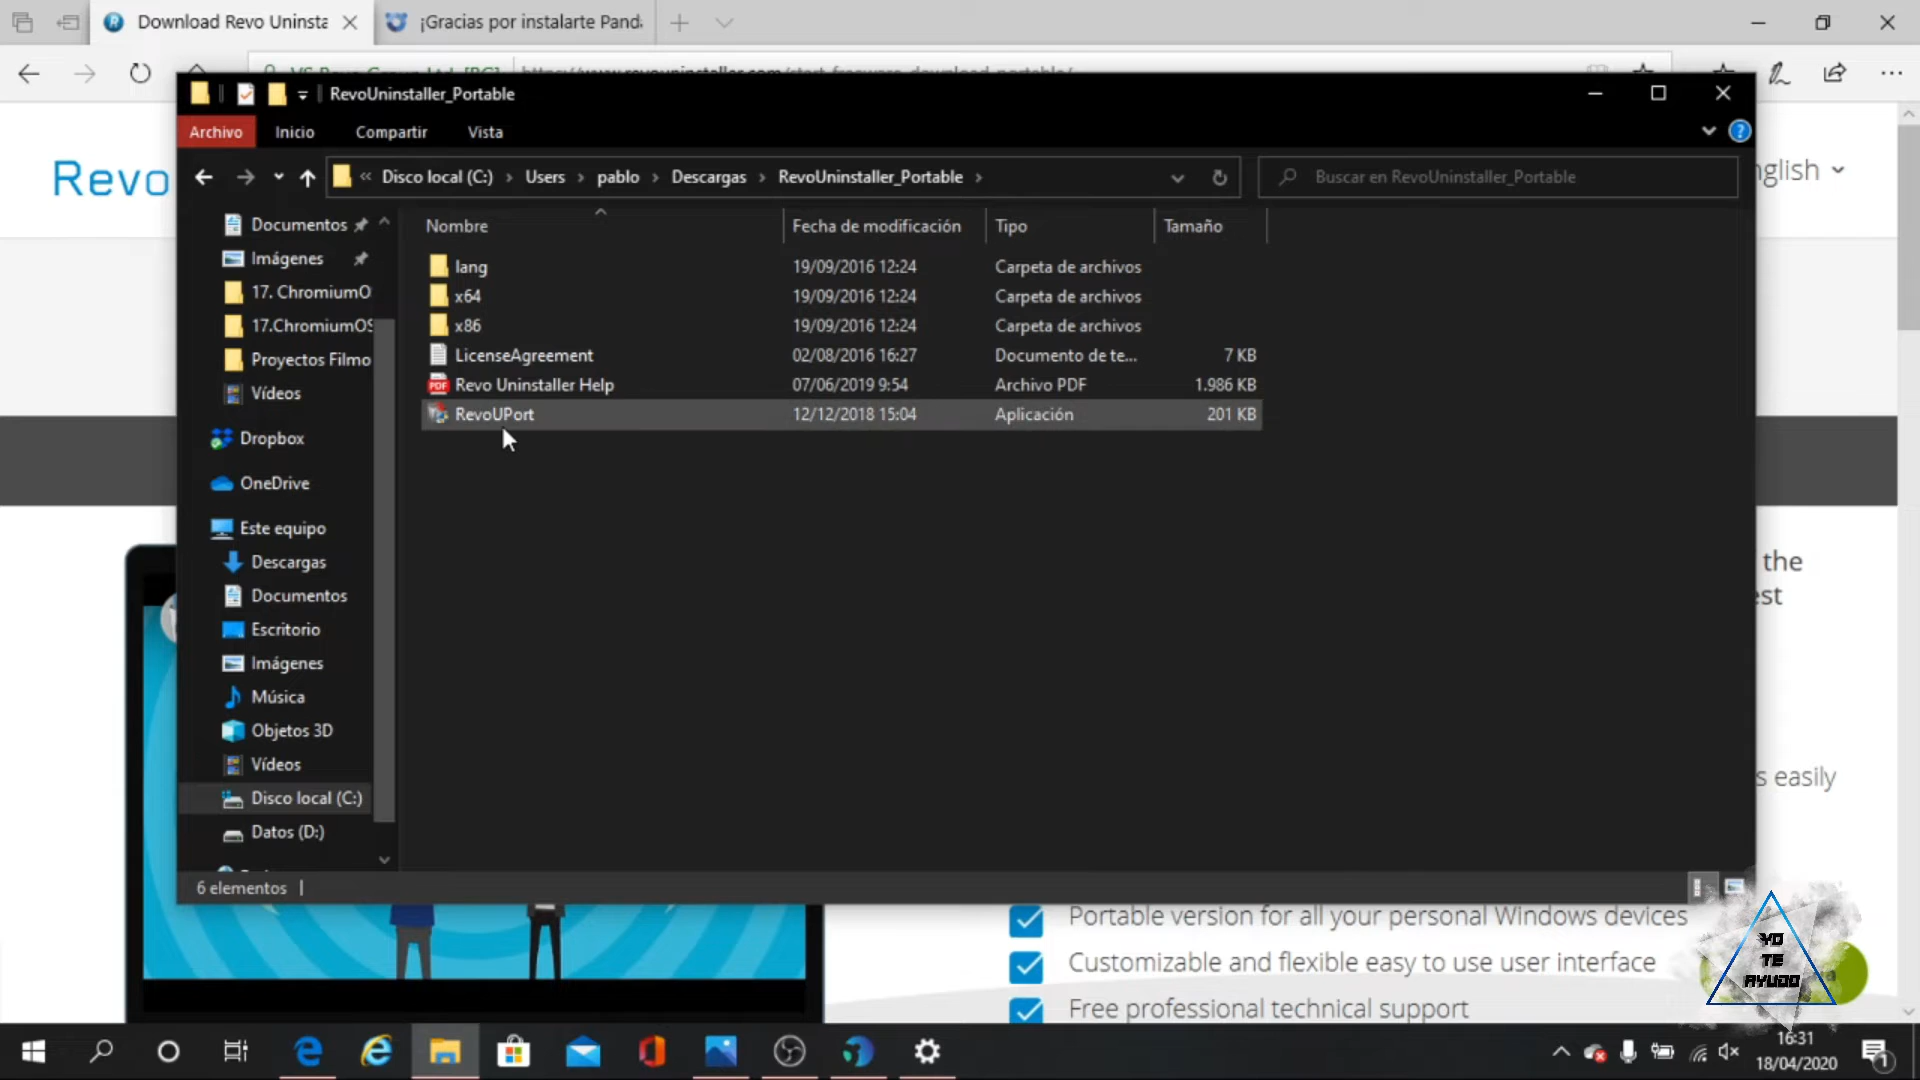 Download Revo Uninsta
¡Gracias por instalarte Pand
RevoUninstaller_Portable
Archivo Inicio Compartir Vista
« Disco local (C:) › Users › pablo › Descargas › RevoUninstaller_Portable ›
Buscar en RevoUninstaller_Portable
Revo
nglish
Nombre Fecha de modificación Tipo Tamaño
lang 19/09/2016 12:24 Carpeta de archivos
x64 19/09/2016 12:24 Carpeta de archivos
x86 19/09/2016 12:24 Carpeta de archivos
LicenseAgreement 02/08/2016 16:27 Documento de te... 7 KB
Revo Uninstaller Help 07/06/2019 9:54 Archivo PDF 1.986 KB
RevoUPort 12/12/2018 15:04 Aplicación 201 KB
Documentos
Imágenes
17. ChromiumO
17.ChromiumOS
Proyectos Filmo
Vídeos
Dropbox
OneDrive
Este equipo
Descargas
Documentos
Escritorio
Imágenes
Música
Objetos 3D
Vídeos
Disco local (C:)
Datos (D:)
6 elementos
the
est
s easily
Portable version for all your personal Windows devices
Customizable and flexible easy to use user interface
Free professional technical support
YO
TE
AYUDO
16:31
18/04/2020
1